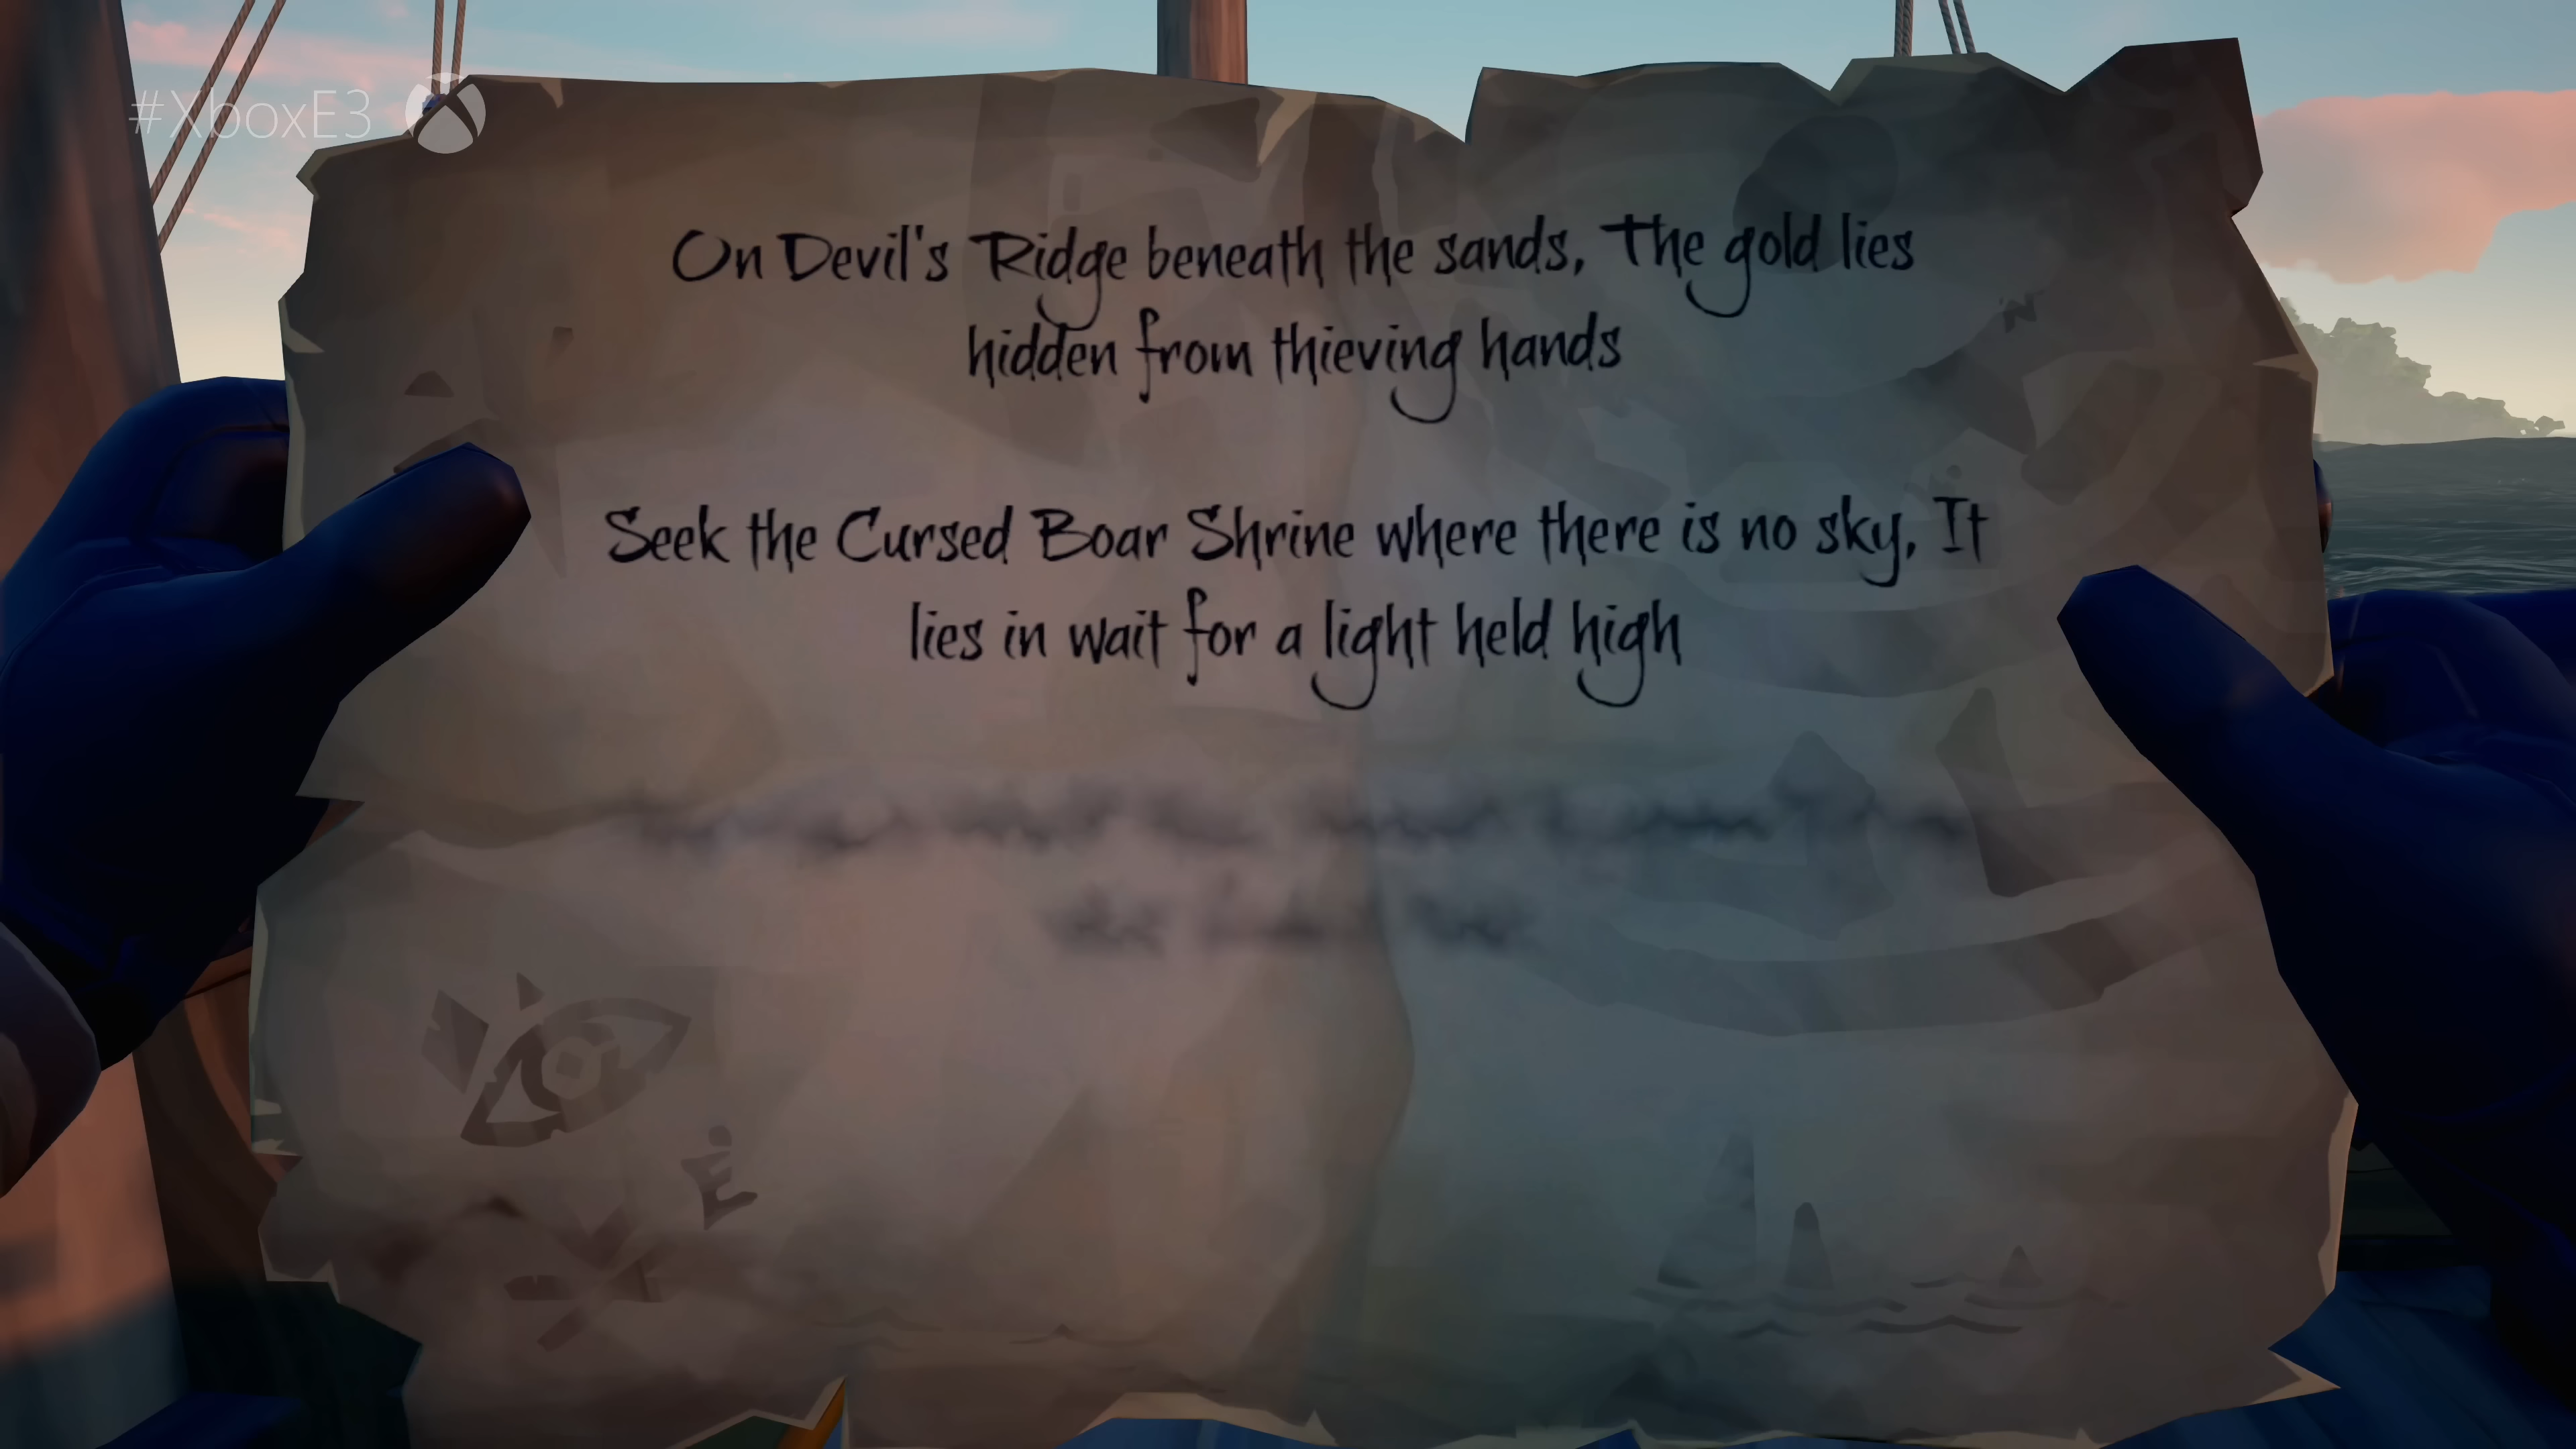 #XboxE3
On Devil's Ridge beneath the sands, The gold lies
hidden from thieving hands
Seek the Cursed Boar Shrine where there is no sky, It
lies in wait for a light held high
N
E